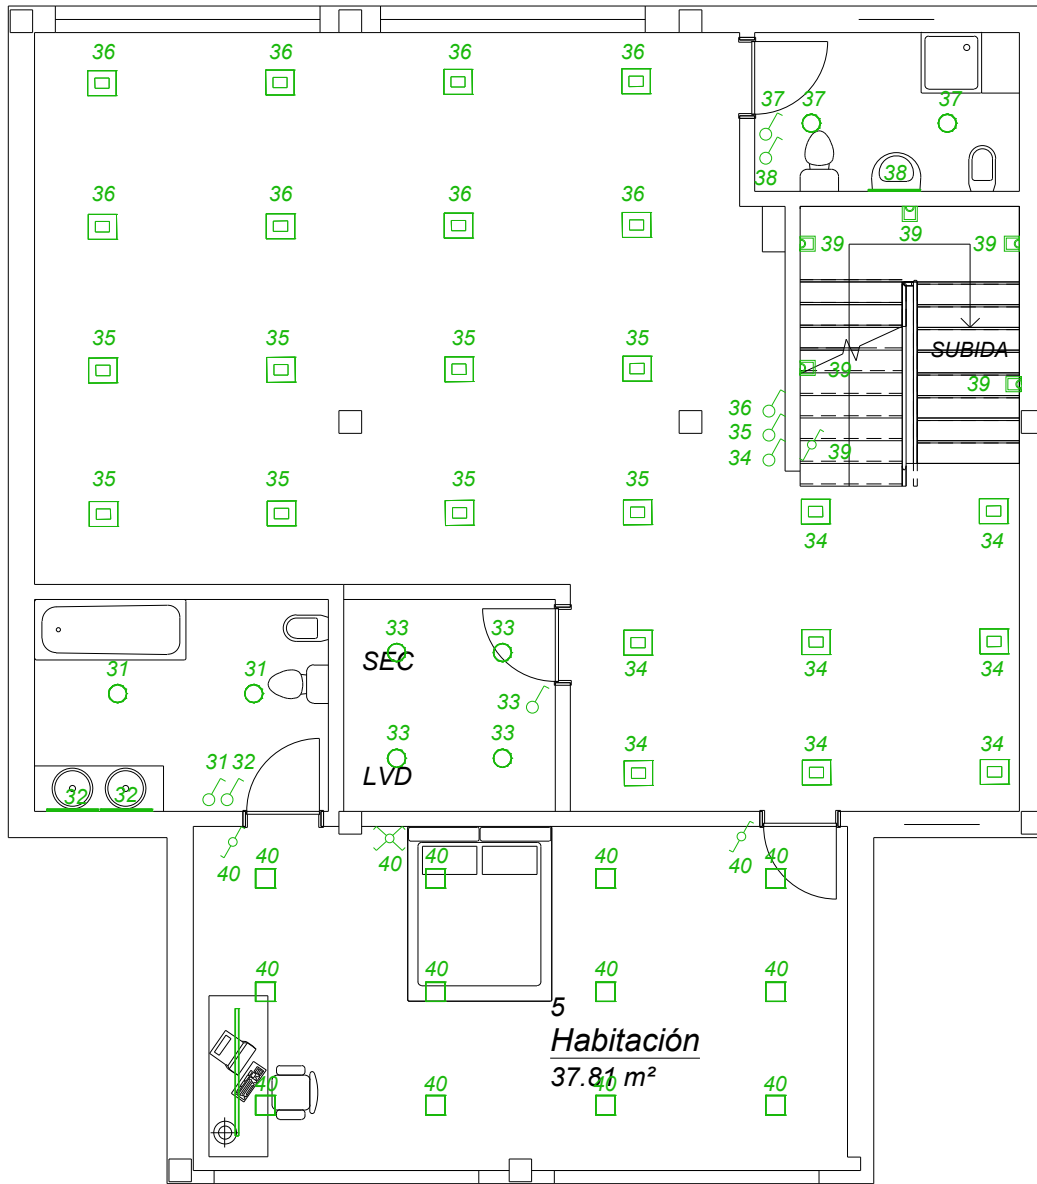 36 36 36 36
37 37 37
38
38
36 36 36 36
39 39 39
35 35 35 35
SUBIDA
39 39
36
35
34 39
35 35 35 35
34 34
33 33
SEC
31 31
34 34 34
33
33 33
34 34 34
31 32
LVD
32 32
40 40 40
40 40 40 40
40 40 40 40
5
Habitación
37.81 m²
40 40 40 40